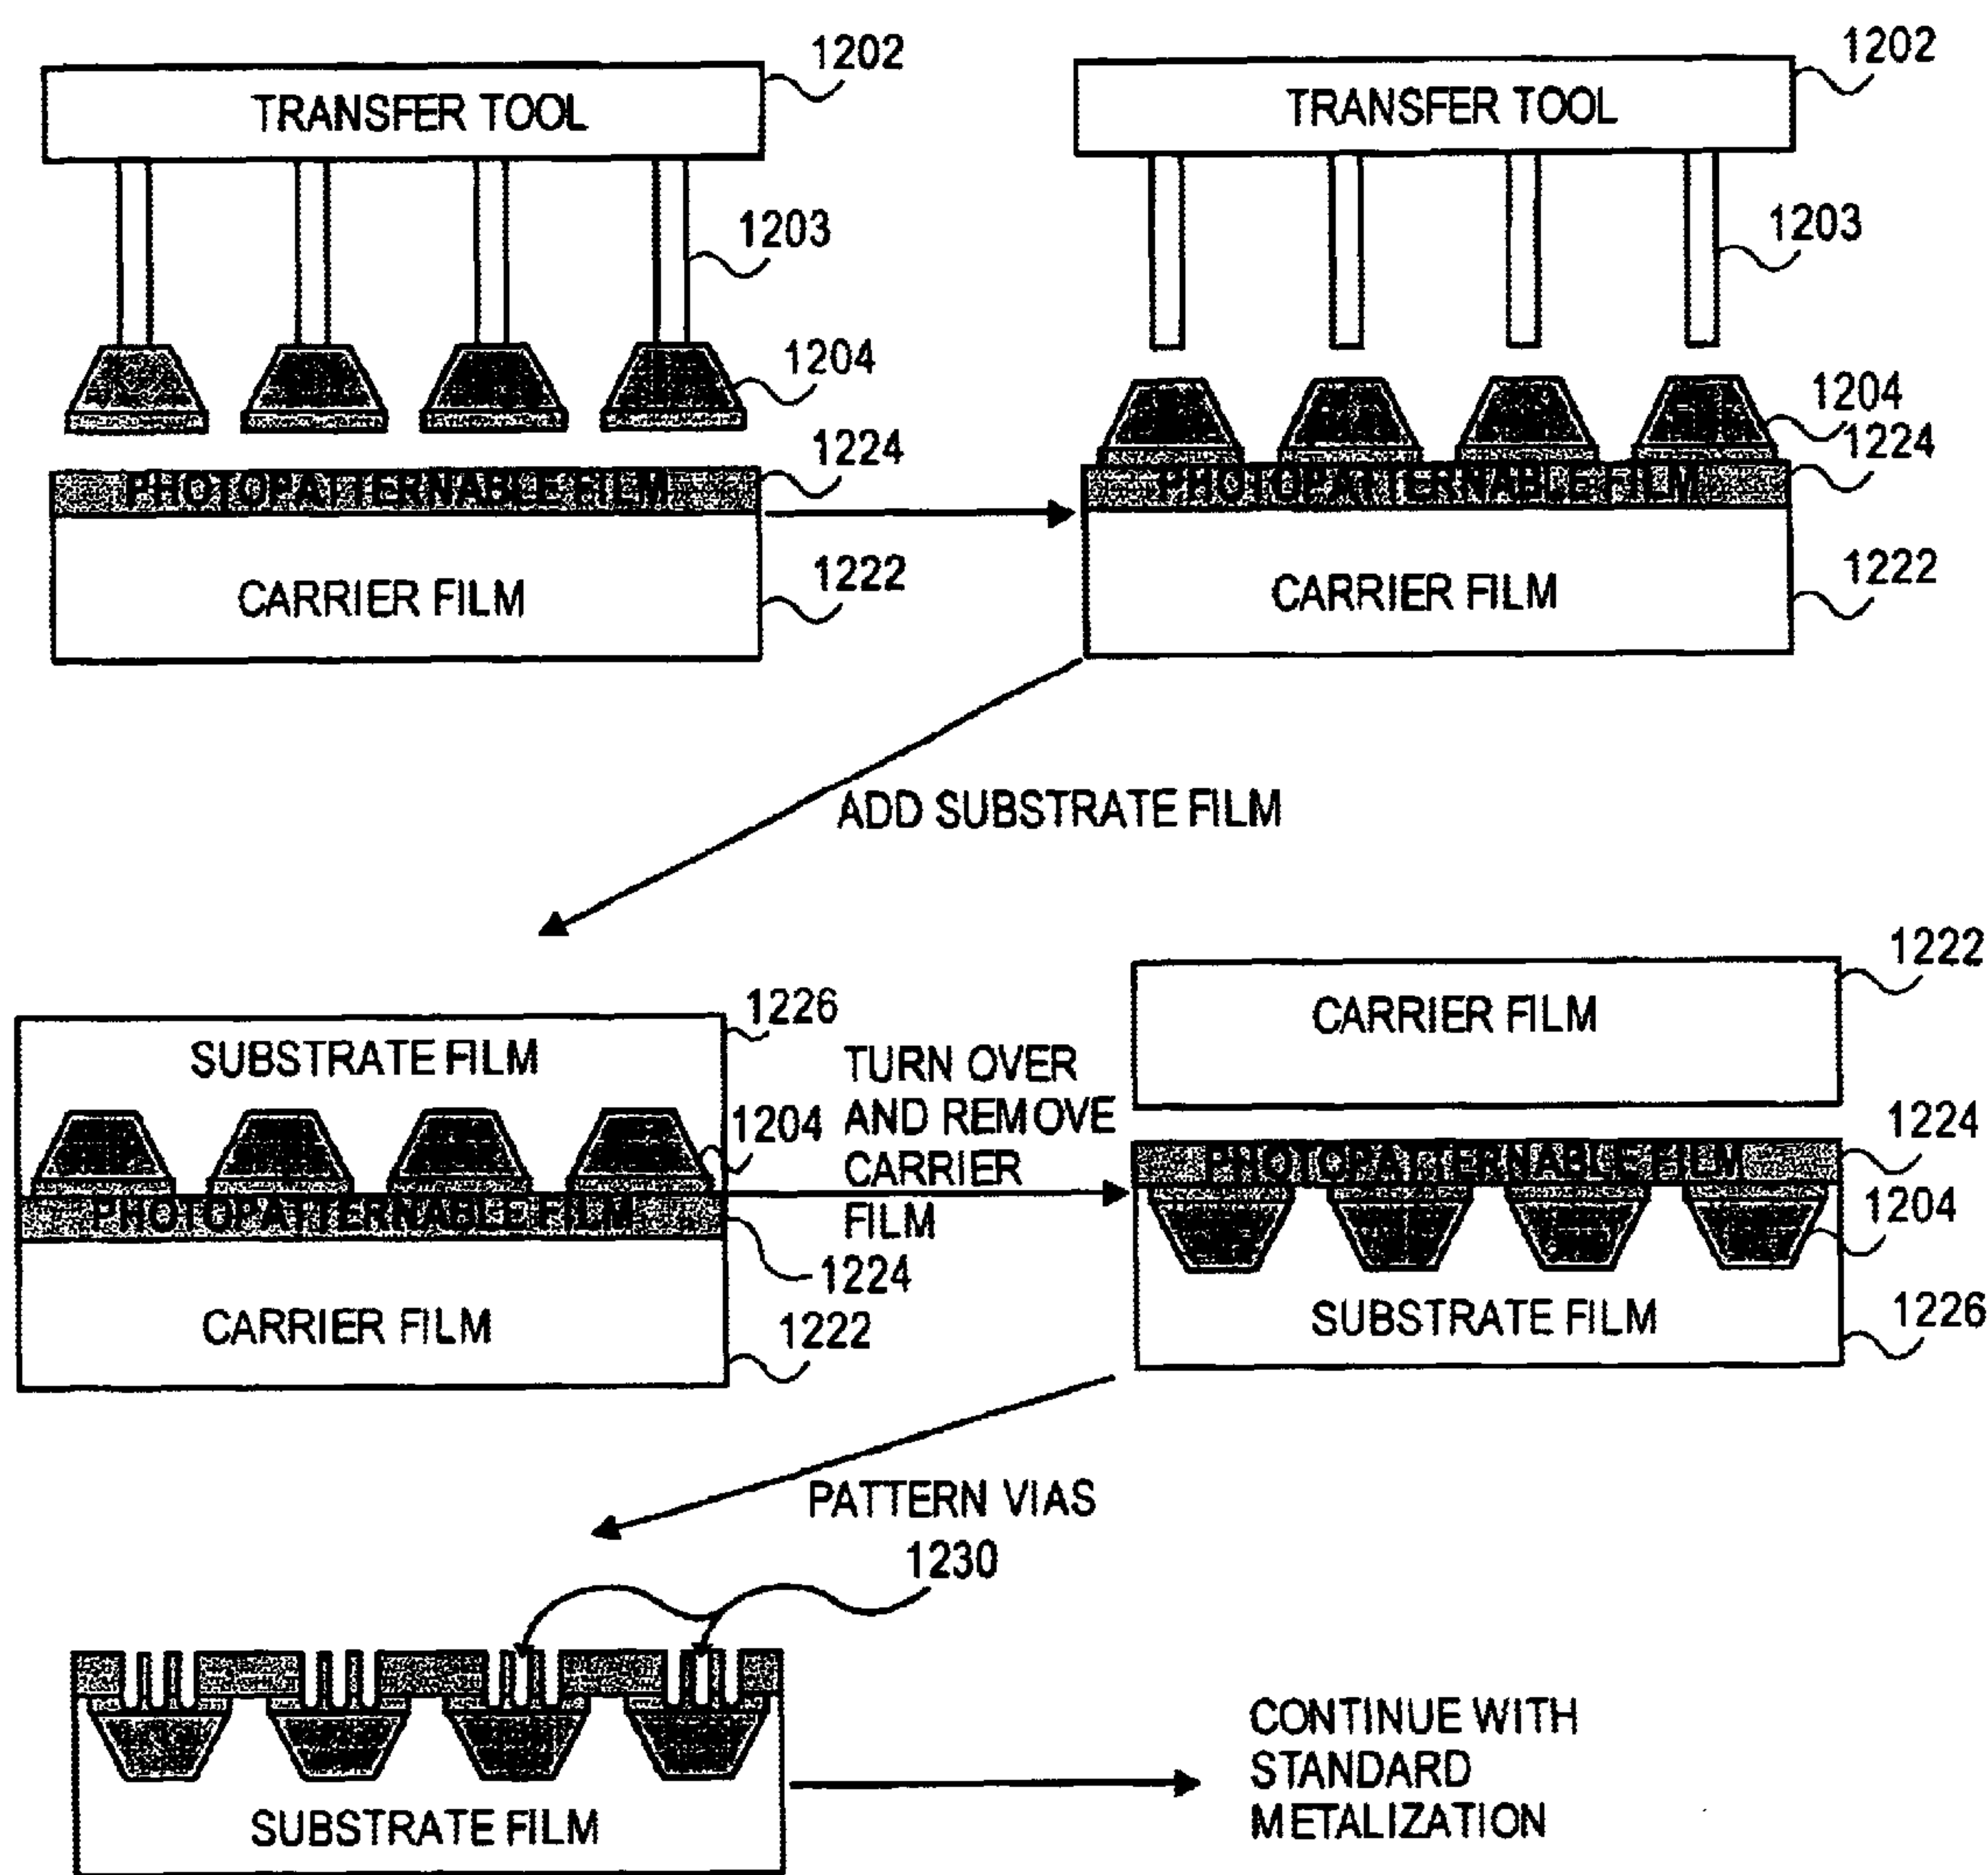 1202
TRANSFER TOOL
1203
1204
1224
PHOTOPATTERNABLE FILM
CARRIER FILM
1222
1202
TRANSFER TOOL
1203
1204
1224
PHOTOPATTERNABLE FILM
CARRIER FILM
1222
ADD SUBSTRATE FILM
1226
SUBSTRATE FILM
1204
PHOTOPATTERNABLE FILM
1224
CARRIER FILM
1222
TURN OVER
AND REMOVE
CARRIER
FILM
1222
CARRIER FILM
1224
PHOTOPATTERNABLE FILM
1204
SUBSTRATE FILM
1226
PATTERN VIAS
1230
SUBSTRATE FILM
CONTINUE WITH
STANDARD
METALIZATION